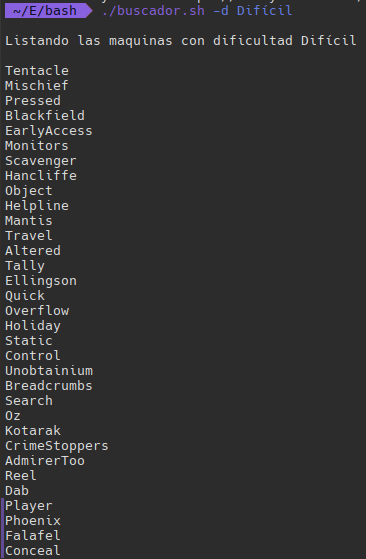 ~/E/bash ./buscador.sh -d Difícil
Listando las maquinas con dificultad Difícil
Tentacle
Mischief
Pressed
Blackfield
EarlyAccess
Monitors
Scavenger
Hancliffe
Object
Helpline
Mantis
Travel
Altered
Tally
Ellingson
Quick
Overflow
Holiday
Static
Control
Unobtainium
Breadcrumbs
Search
Oz
Kotarak
CrimeStoppers
AdmirerToo
Reel
Dab
Player
Phoenix
Falafel
Conceal